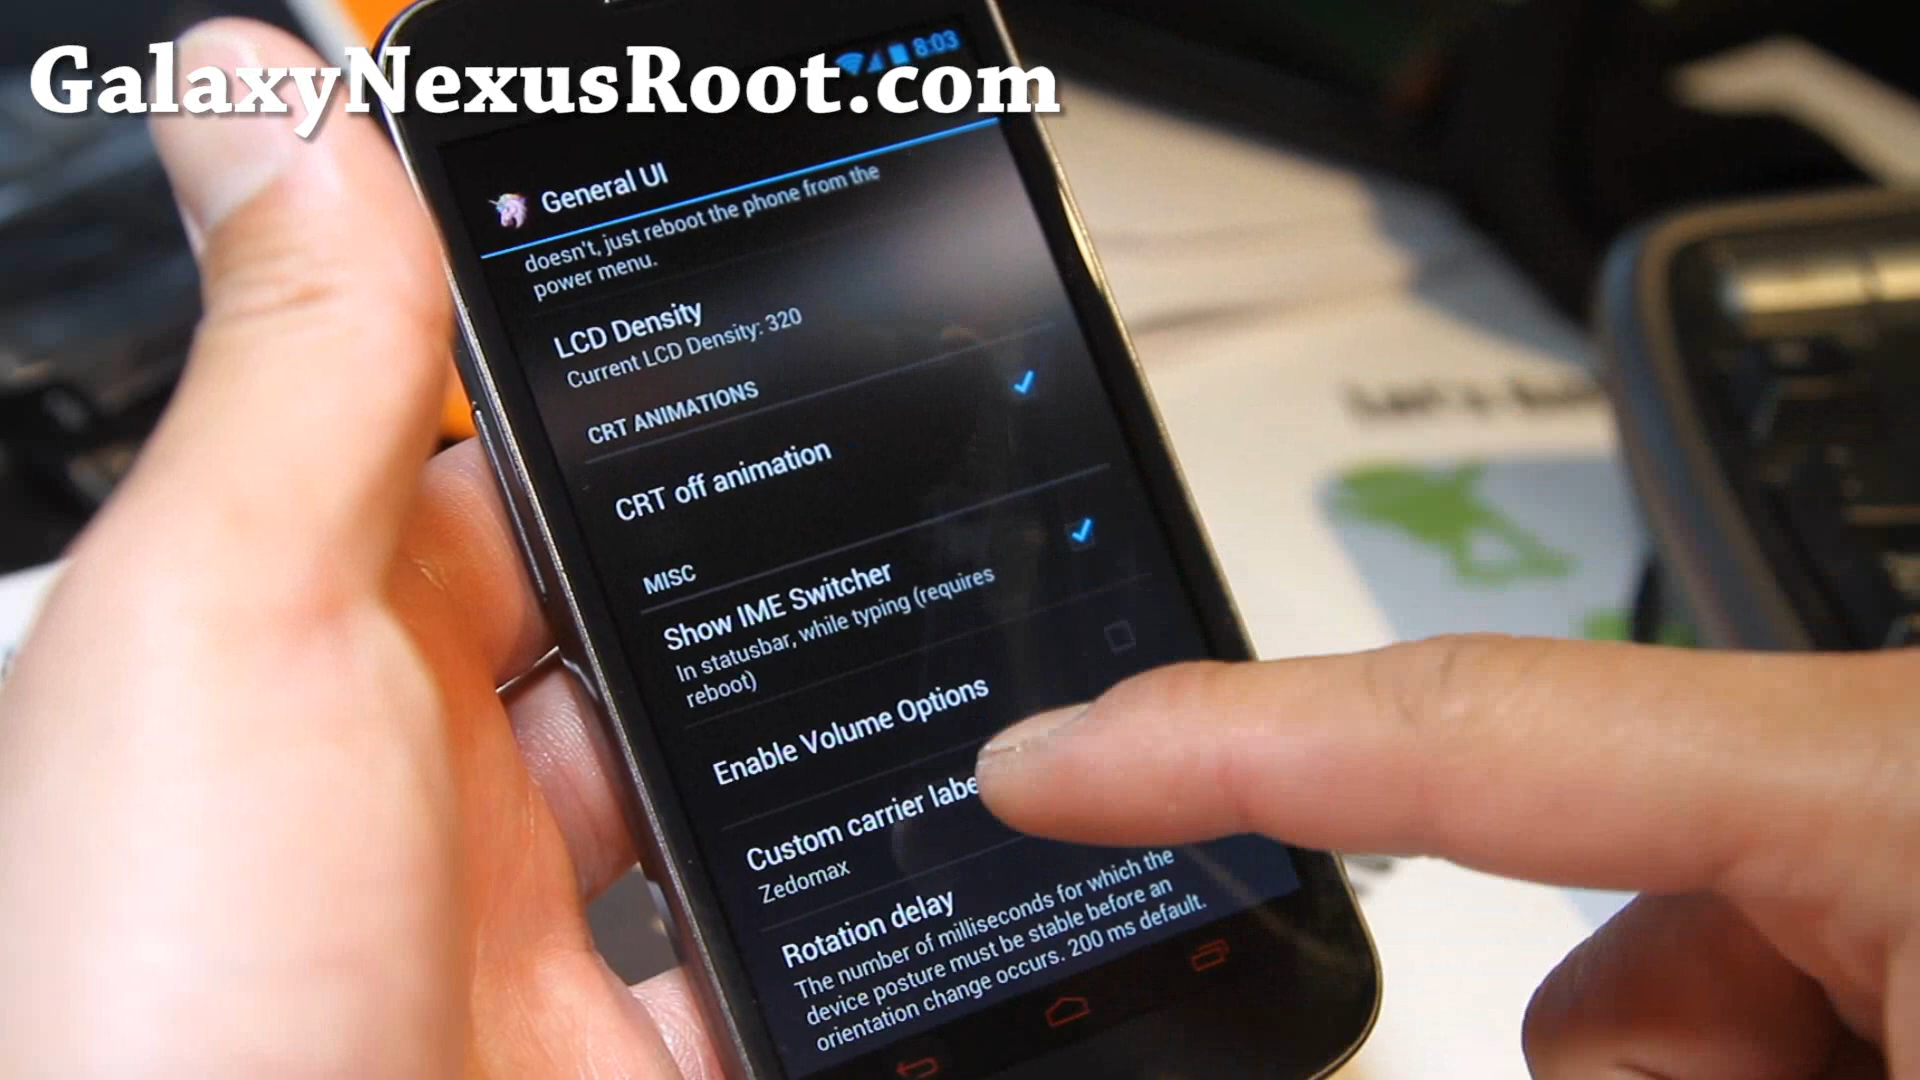 GalaxyNexusRoot.com
8:03
General UI
doesn't, just reboot the phone from the
power menu.
LCD Density
Current LCD Density: 320
CRT ANIMATIONS
CRT off animation
MISC
Show IME Switcher
In statusbar, while typing (requires
reboot)
Enable Volume Options
Custom carrier
Zedomax
Rotation delay
The number of milliseconds for which the
device posture must be stable before an
orientation change occurs. 200 ms default.